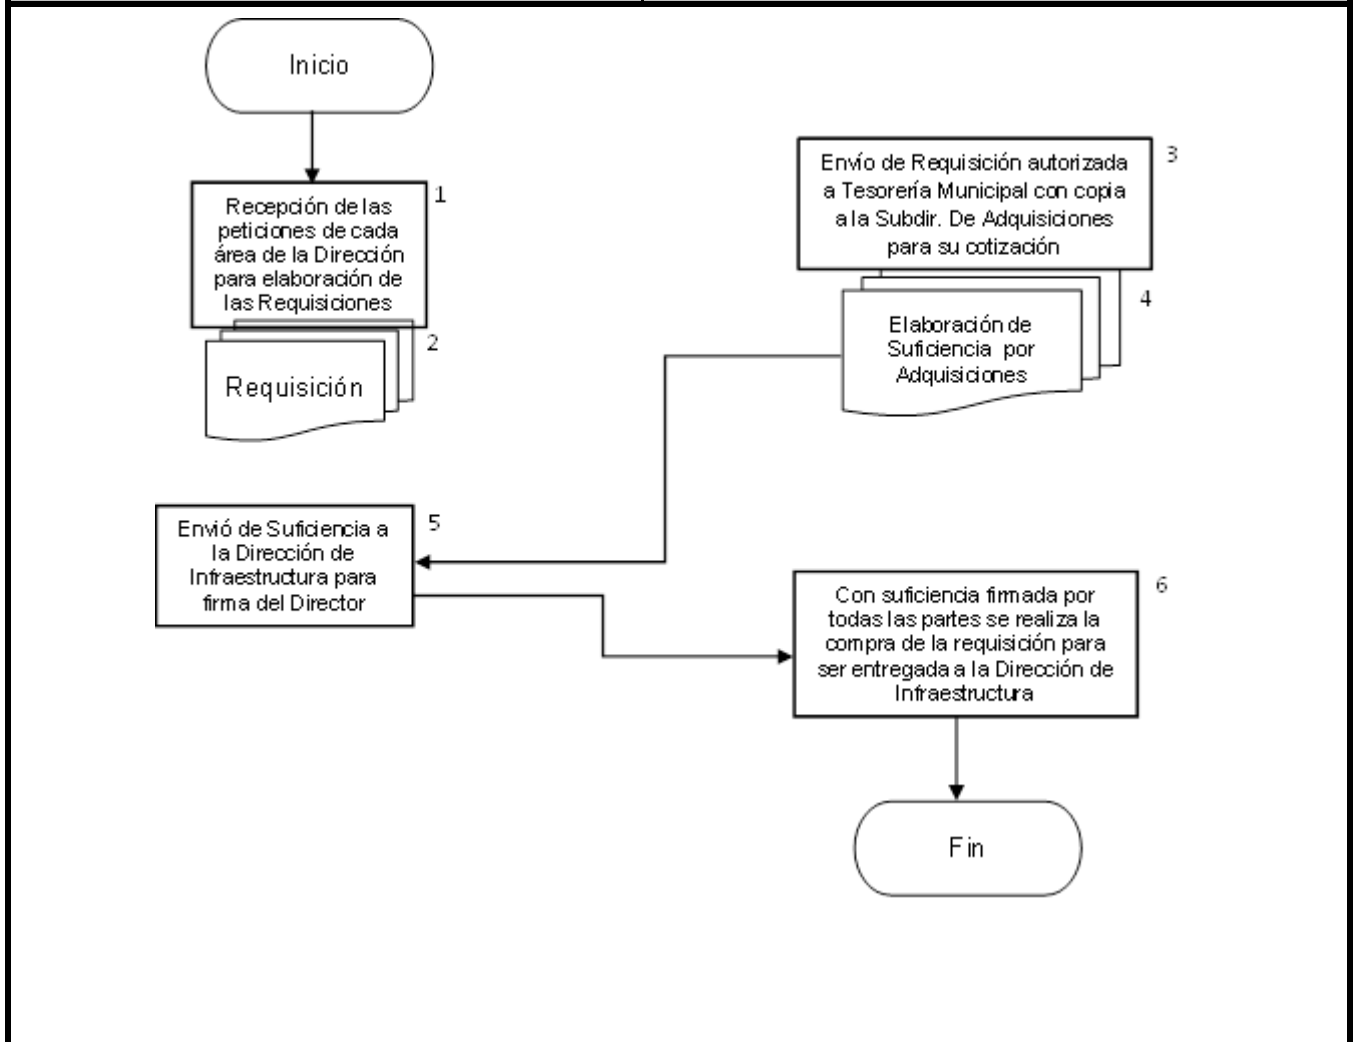 Inicio
1
Recepción de las
peticiones de cada
área de la Dirección
para elaboración de
las Requisiciones
2
Requisición
3
Envío de Requisición autorizada
a Tesorería Municipal con copia
a la Subdir. De Adquisiciones
para su cotización
4
Elaboración de
Suficiencia por
Adquisiciones
5
Envió de Suficiencia a
la Dirección de
Infraestructura para
firma del Director
6
Con suficiencia firmada por
todas las partes se realiza la
compra de la requisición para
ser entregada a la Dirección de
Infraestructura
Fin